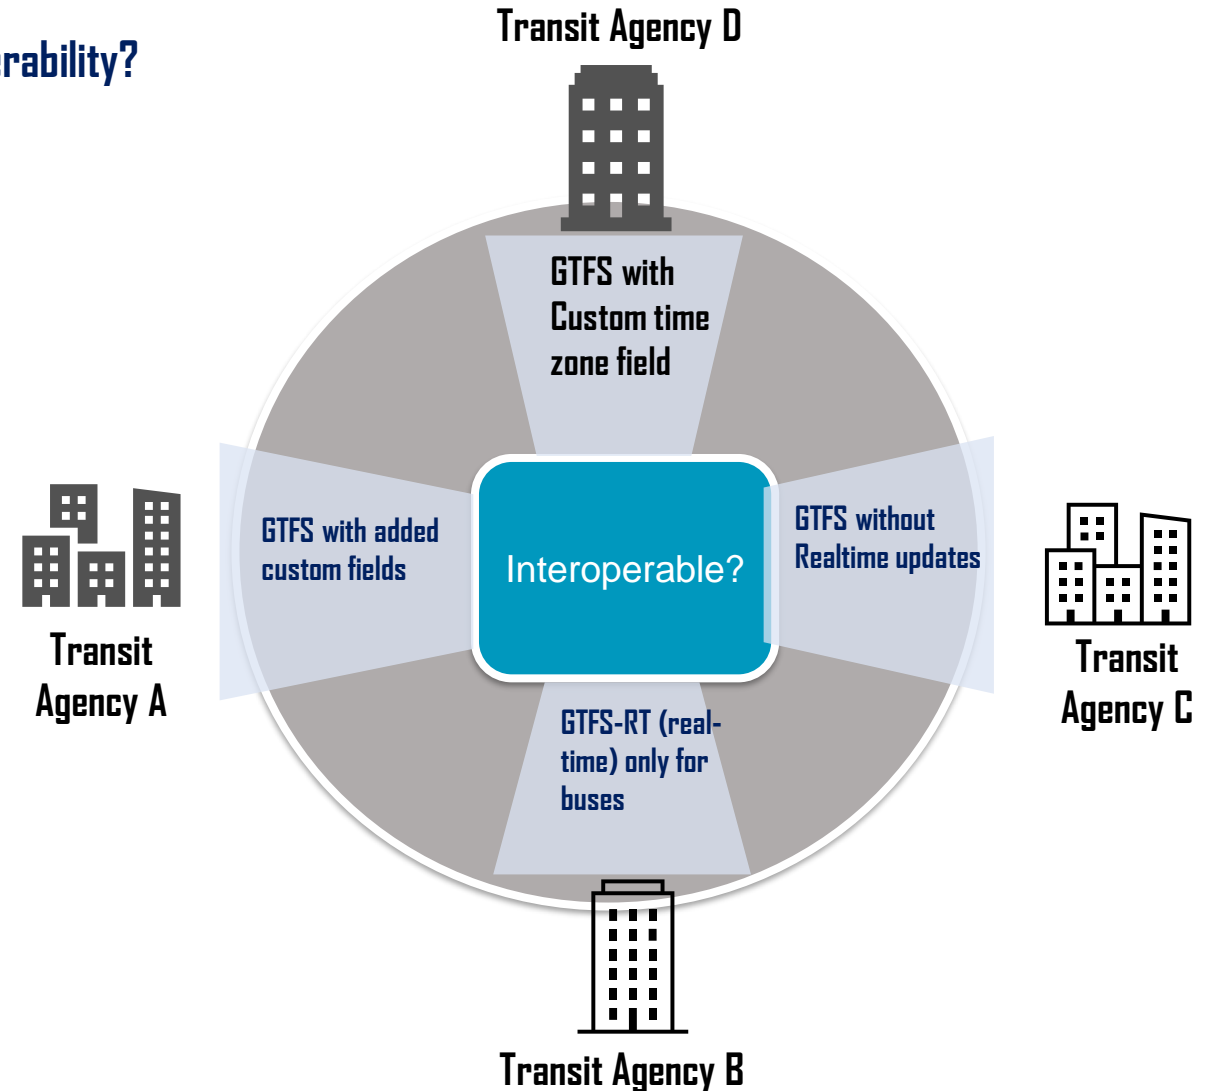 Transit Agency D
erability?
GTFS with
Custom time
zone field
GTFS with added
custom fields
Interoperable?
GTFS without
Realtime updates
Transit
Agency A
Transit
Agency C
GTFS-RT (real-
time) only for
buses
Transit Agency B